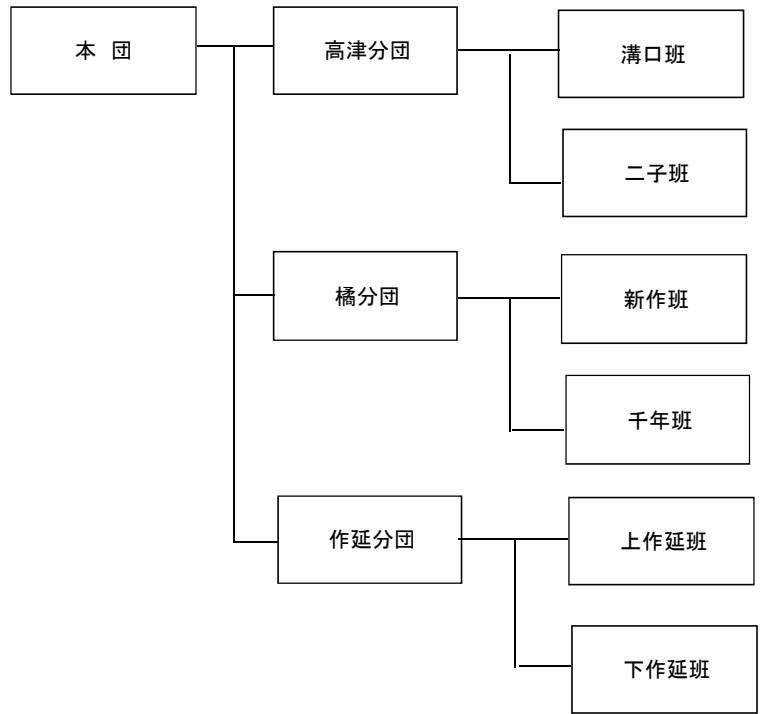 本 団
高津分団
溝口班
二子班
橘分団
新作班
千年班
作延分団
上作延班
下作延班